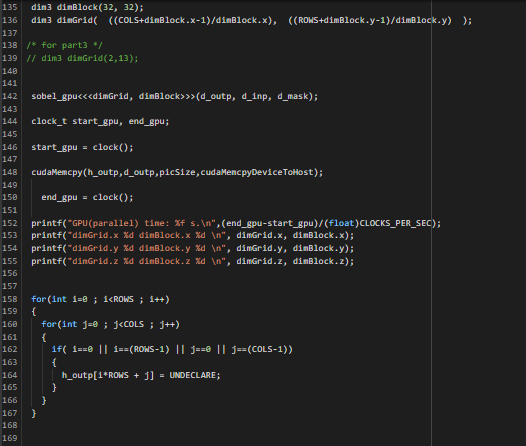 135 dim3 dimBlock(32, 32);
136 dim3 dimGrid( ((COLS+dimBlock.x-1)/dimBlock.x), ((ROWS+dimBlock.y-1)/dimBlock.y) );
137
138 /* for part3 */
139 // dim3 dimGrid(2,13);
140
141
142 sobel_gpu<<<dimGrid, dimBlock>>>(d_outp, d_inp, d_mask);
143
144 clock_t start_gpu, end_gpu;
145
146 start_gpu = clock();
147
148 cudaMemcpy(h_outp,d_outp,picSize,cudaMemcpyDeviceToHost);
149
150 end_gpu = clock();
151
152 printf("GPU(parallel) time: %f s.\n",(end_gpu-start_gpu)/(float)CLOCKS_PER_SEC);
153 printf("dimGrid.x %d dimBlock.x %d \n", dimGrid.x, dimBlock.x);
154 printf("dimGrid.y %d dimBlock.y %d \n", dimGrid.y, dimBlock.y);
155 printf("dimGrid.z %d dimBlock.z %d \n", dimGrid.z, dimBlock.z);
156
157
158 for(int i=0 ; i<ROWS ; i++)
159 {
160 for(int j=0 ; j<COLS ; j++)
161 {
162 if( i==0 || i==(ROWS-1) || j==0 || j==(COLS-1))
163 {
164 h_outp[i*ROWS + j] = UNDECLARE;
165 }
166 }
167 }
168
169